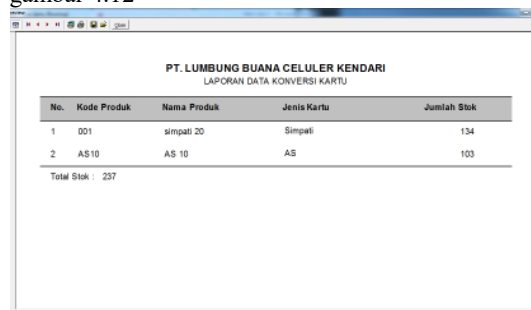 gambar 4.12
Close
PT. LUMBUNG BUANA CELULER KENDARI
LAPORAN DATA KONVERSI KARTU
No. Kode Produk Nama Produk Jenis Kartu Jumlah Stok
1 001 simpati 20 Simpati 134
2 AS10 AS 10 AS 103
Total Stok : 237